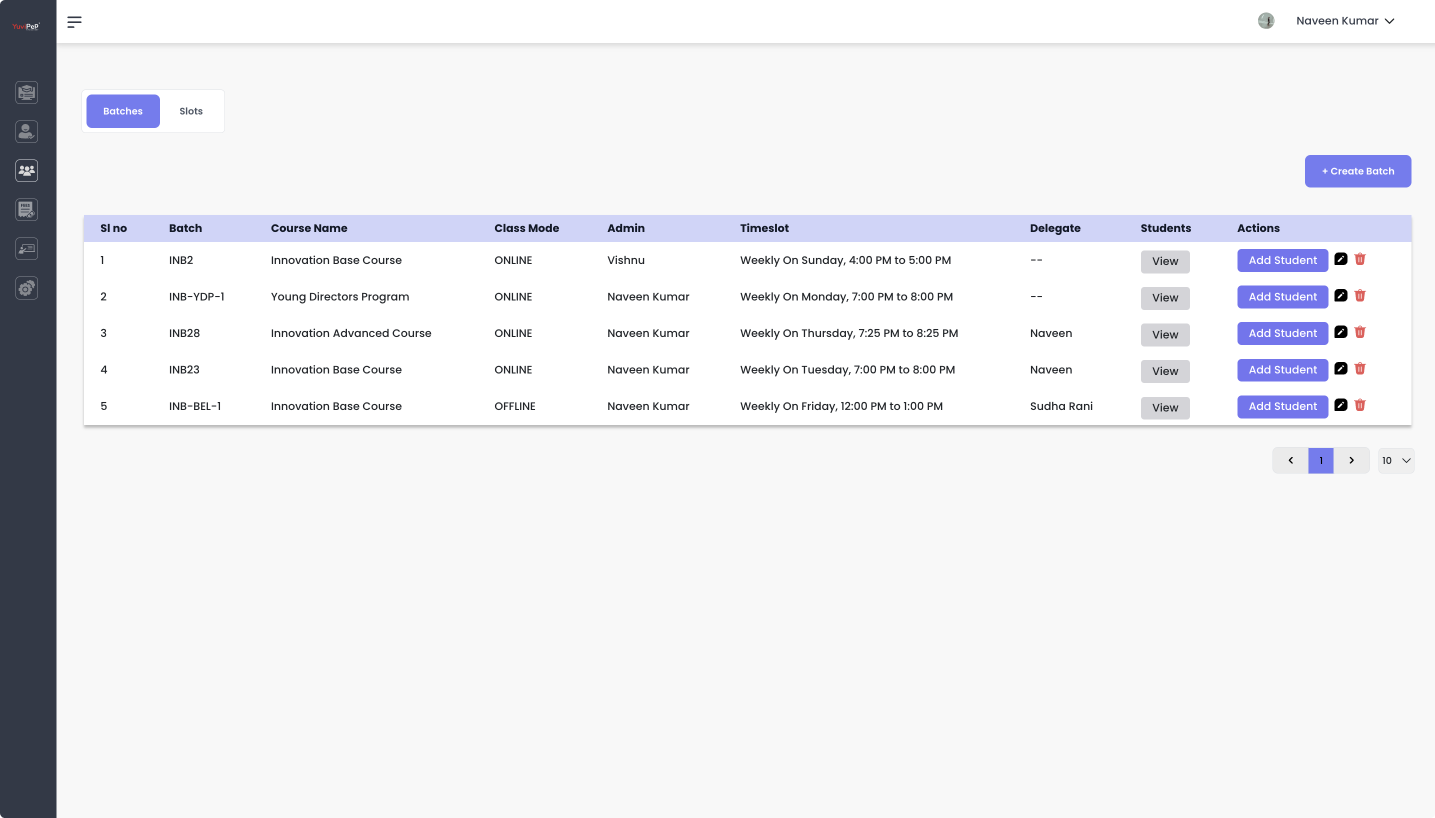 Naveen Kumar
Batches Slots
+ Create Batch
Sl no Batch Course Name Class Mode Admin Timeslot Delegate Students Actions
1 INB2 Innovation Base Course ONLINE Vishnu Weekly On Sunday, 4:00 PM to 5:00 PM -- View Add Student
2 INB-YDP-1 Young Directors Program ONLINE Naveen Kumar Weekly On Monday, 7:00 PM to 8:00 PM -- View Add Student
3 INB28 Innovation Advanced Course ONLINE Naveen Kumar Weekly On Thursday, 7:25 PM to 8:25 PM Naveen View Add Student
4 INB23 Innovation Base Course ONLINE Naveen Kumar Weekly On Tuesday, 7:00 PM to 8:00 PM Naveen View Add Student
5 INB-BEL-1 Innovation Base Course OFFLINE Naveen Kumar Weekly On Friday, 12:00 PM to 1:00 PM Sudha Rani View Add Student
1 10